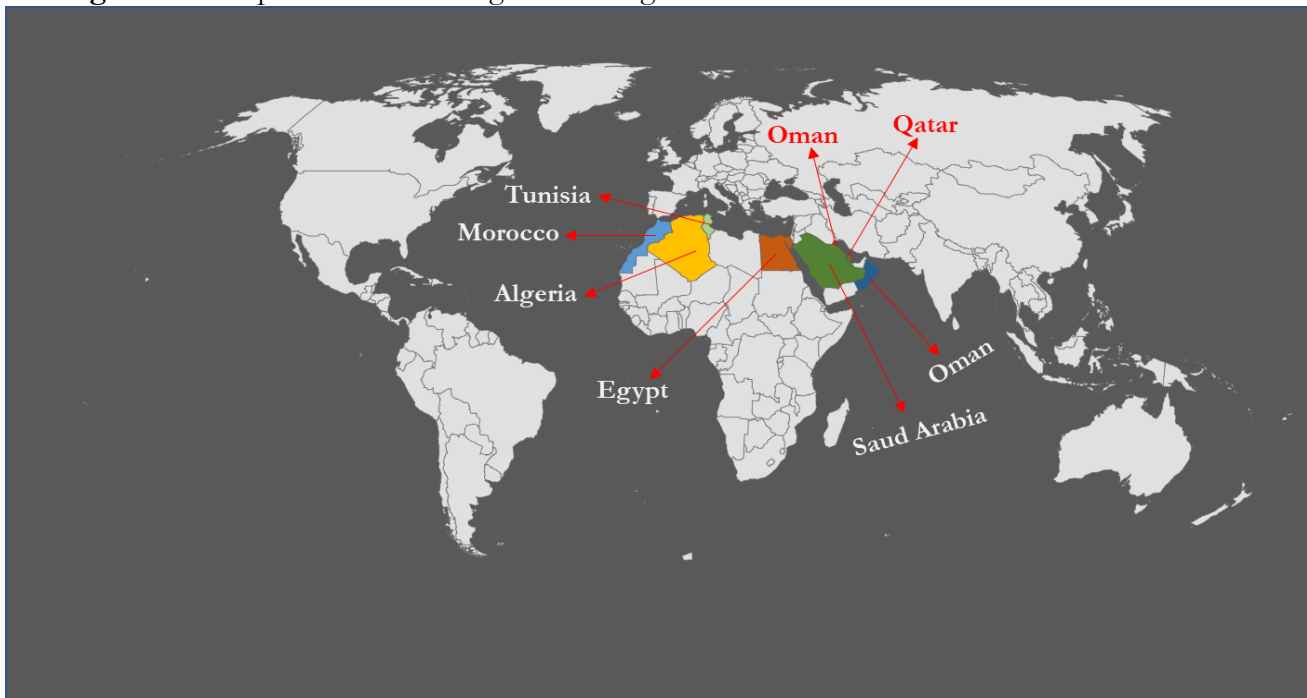 Oman
Qatar
Tunisia
Morocco
Algeria
Egypt
Oman
Saud Arabia